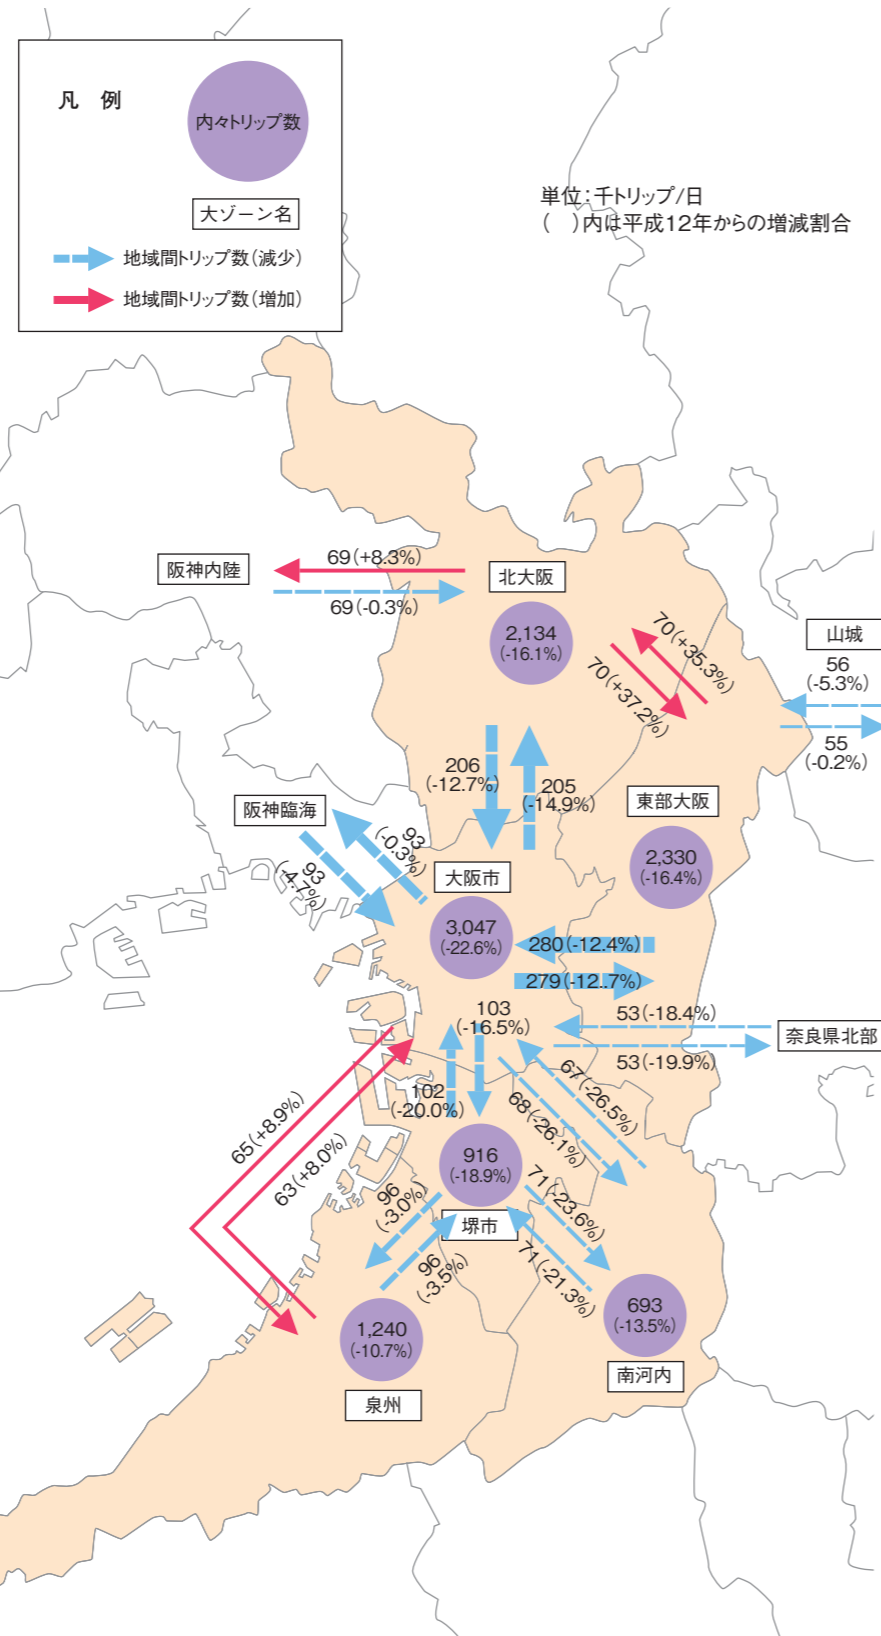 凡 例
内々トリップ数
大ゾーン名
地域間トリップ数(減少)
地域間トリップ数(増加)
単位:千トリップ/日
( )内は平成12年からの増減割合
阪神内陸
69(+8.3%)
69(-0.3%)
北大阪
2,134
(-16.1%)
70(+35.3%)
70(+37.2%)
山城
56
(-5.3%)
55
(-0.2%)
206
(-12.7%)
205
(-14.9%)
東部大阪
2,330
(-16.4%)
阪神臨海
93
(-0.3%)
93
(-4.7%)
大阪市
3,047
(-22.6%)
280(-12.4%)
279(-12..7%)
103
(-16.5%)
53(-18.4%)
奈良県北部
53(-19.9%)
102
(-20.0%)
67(-26.5%)
68(-26.1%)
65(+8.9%)
63(+8.0%)
916
(-18.9%)
堺市
96
(-3.0%)
96
(-3.5%)
71(-23.6%)
71(-21.3%)
693
(-13.5%)
南河内
1,240
(-10.7%)
泉州